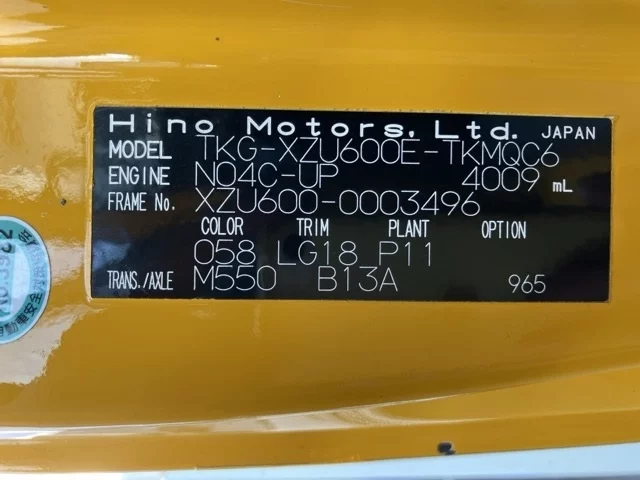 Hino Motors, Ltd. JAPAN
MODEL TKG-XZU600E-TKMQC6
ENGINE N04C-UP 4009 mL
FRAME No. XZU600-0003496
COLOR TRIM PLANT OPTION
058 LG18 P11
TRANS./AXLE M550 B13A 965